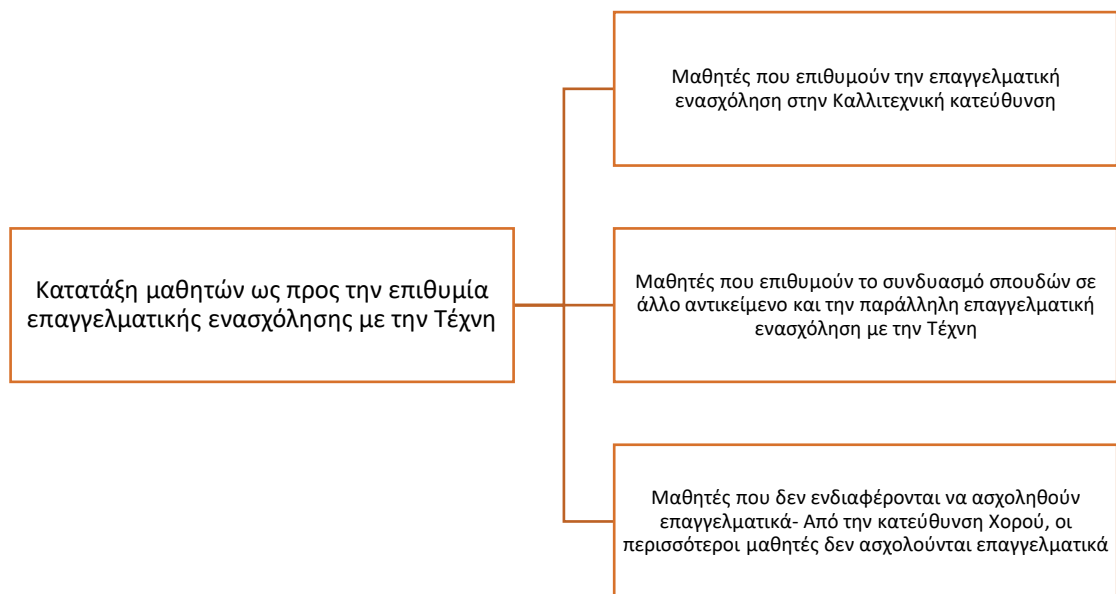 Μαθητές που επιθυμούν την επαγγελματική
ενασχόληση στην Καλλιτεχνική κατεύθυνση
Κατατάξη μαθητών ως προς την επιθυμία
επαγγελματικής ενασχόλησης με την Τέχνη
Μαθητές που επιθυμούν το συνδυασμό σπουδών σε
άλλο αντικείμενο και την παράλληλη επαγγελματική
ενασχόληση με την Τέχνη
Μαθητές που δεν ενδιαφέρονται να ασχοληθούν
επαγγελματικά- Από την κατεύθυνση Χορού, οι
περισσότεροι μαθητές δεν ασχολούνται επαγγελματικά